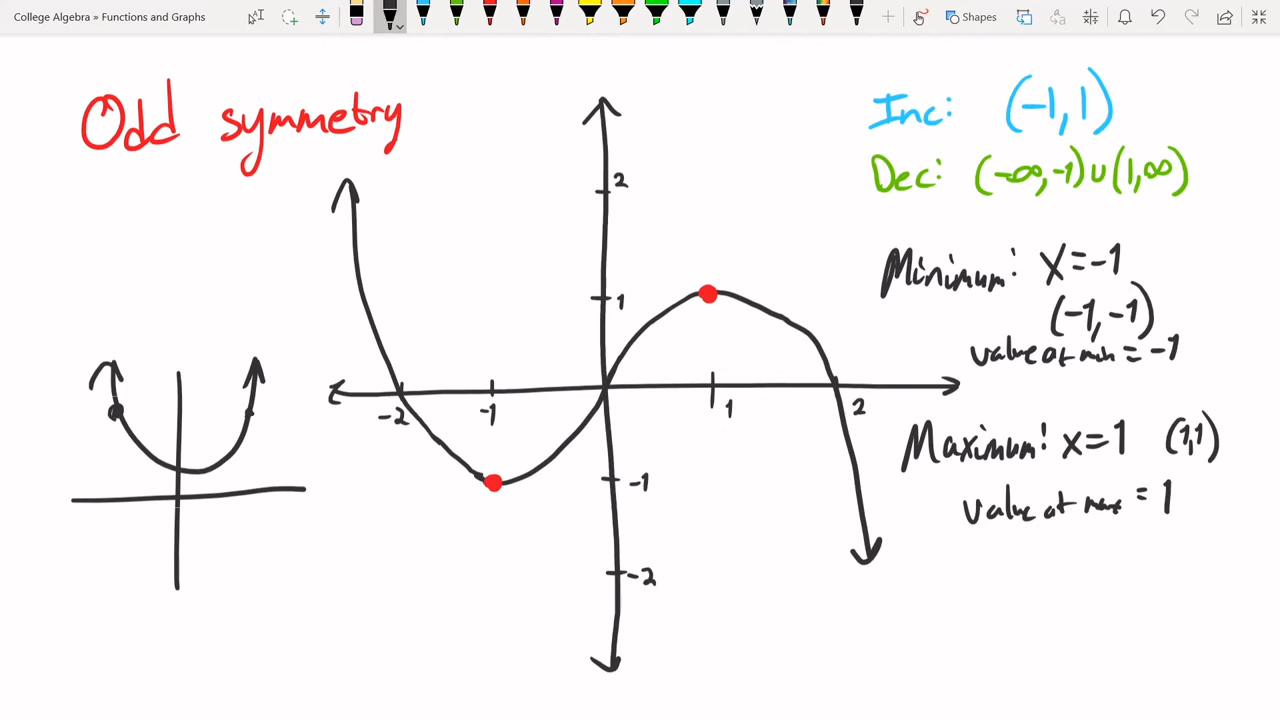 College Algebra » Functions and Graphs
Shapes
Odd symmetry
Inc: (-1, 1)
Dec: (-∞, -1) ∪ (1, ∞)
Minimum: x = -1
(-1, -1)
value at min = -1
Maximum: x = 1 (1,1)
value at max = 1
2
1
-2
-1
1
2
-1
-2